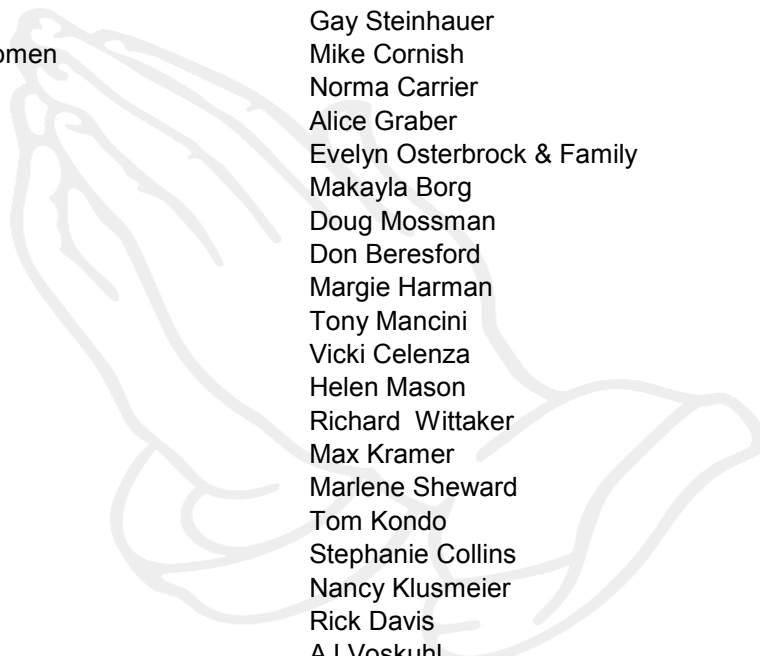 Gay Steinhauer
omen
Mike Cornish
Norma Carrier
Alice Graber
Evelyn Osterbrock & Family
Makayla Borg
Doug Mossman
Don Beresford
Margie Harman
Tony Mancini
Vicki Celenza
Helen Mason
Richard  Wittaker
Max Kramer
Marlene Sheward
Tom Kondo
Stephanie Collins
Nancy Klusmeier
Rick Davis
AJ Voskuhl